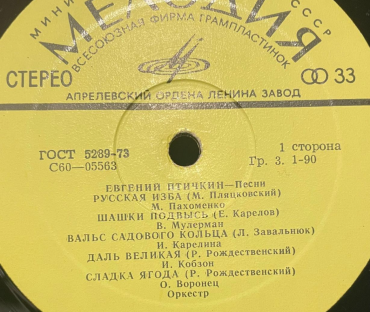 МИНИ СССР
МЕЛОДИЯ
ВСЕСОЮЗНАЯ ФИРМА ГРАМПЛАСТИНОК
СТЕРЕО 33
АПРЕЛЕВСКИЙ ОРДЕНА ЛЕНИНА ЗАВОД
ГОСТ 5289-73 1 сторона
С60—05563 Гр. 3. 1-90
ЕВГЕНИЙ ПТИЧКИН—Песни
РУССКАЯ ИЗБА (М. Пляцковский)
М. Пахоменко
ШАШКИ ПОДВЫСЬ (Е. Карелов)
В. Мулерман
ВАЛЬС САДОВОГО КОЛЬЦА (Л. Завальнюк)
И. Карелина
ДАЛЬ ВЕЛИКАЯ (Р. Рождественский)
И. Кобзон
СЛАДКА ЯГОДА (Р. Рождественский)
О. Воронец
Оркестр